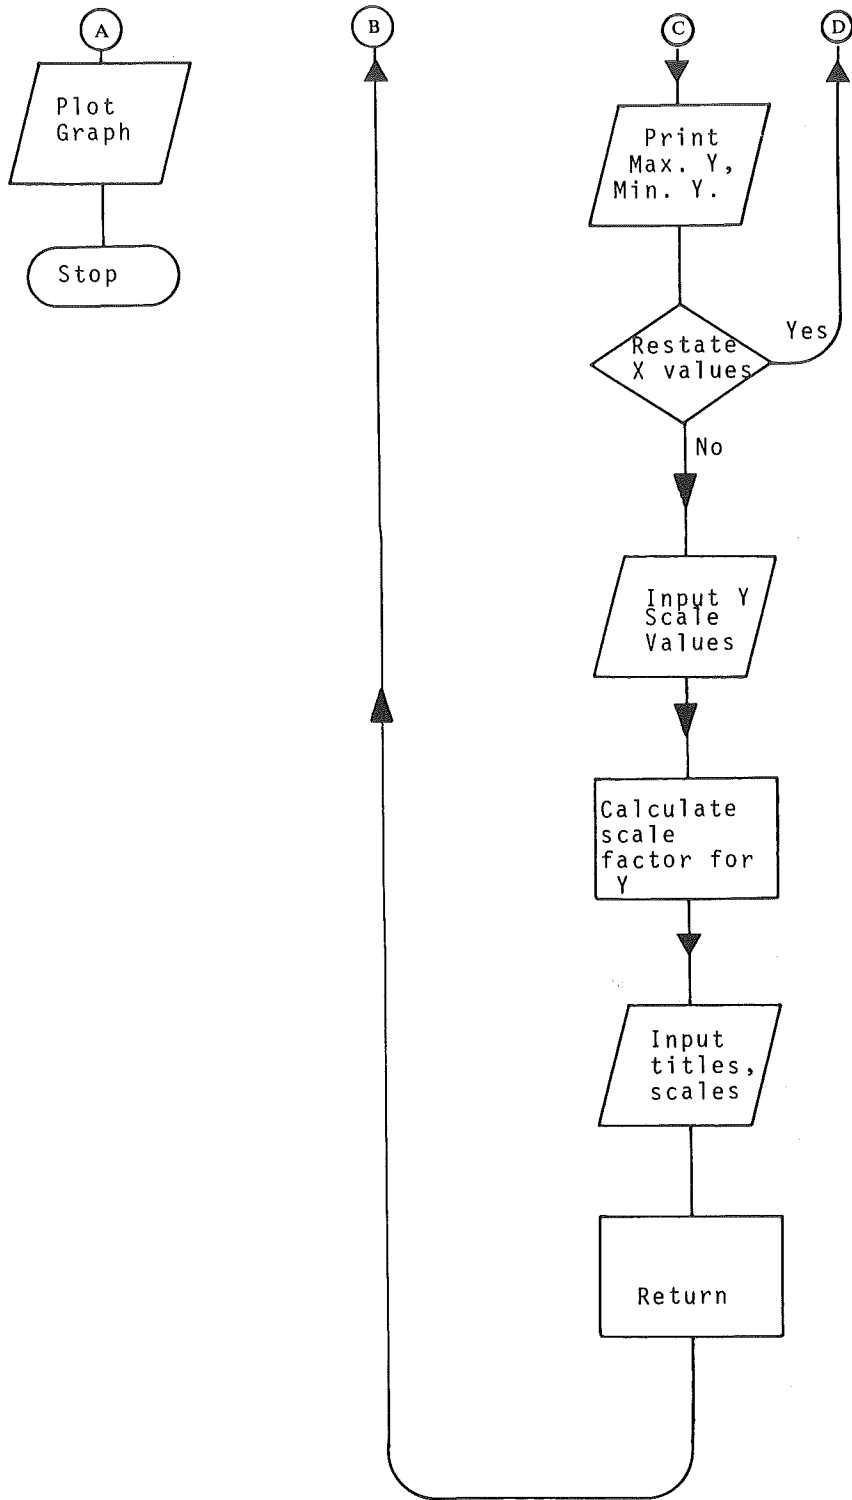 A
B
C
D
Plot
Graph
Stop
Print
Max. Y,
Min. Y.
Restate
X values
Yes
No
Input Y
Scale
Values
Calculate
scale
factor for
Y
Input
titles,
scales
Return